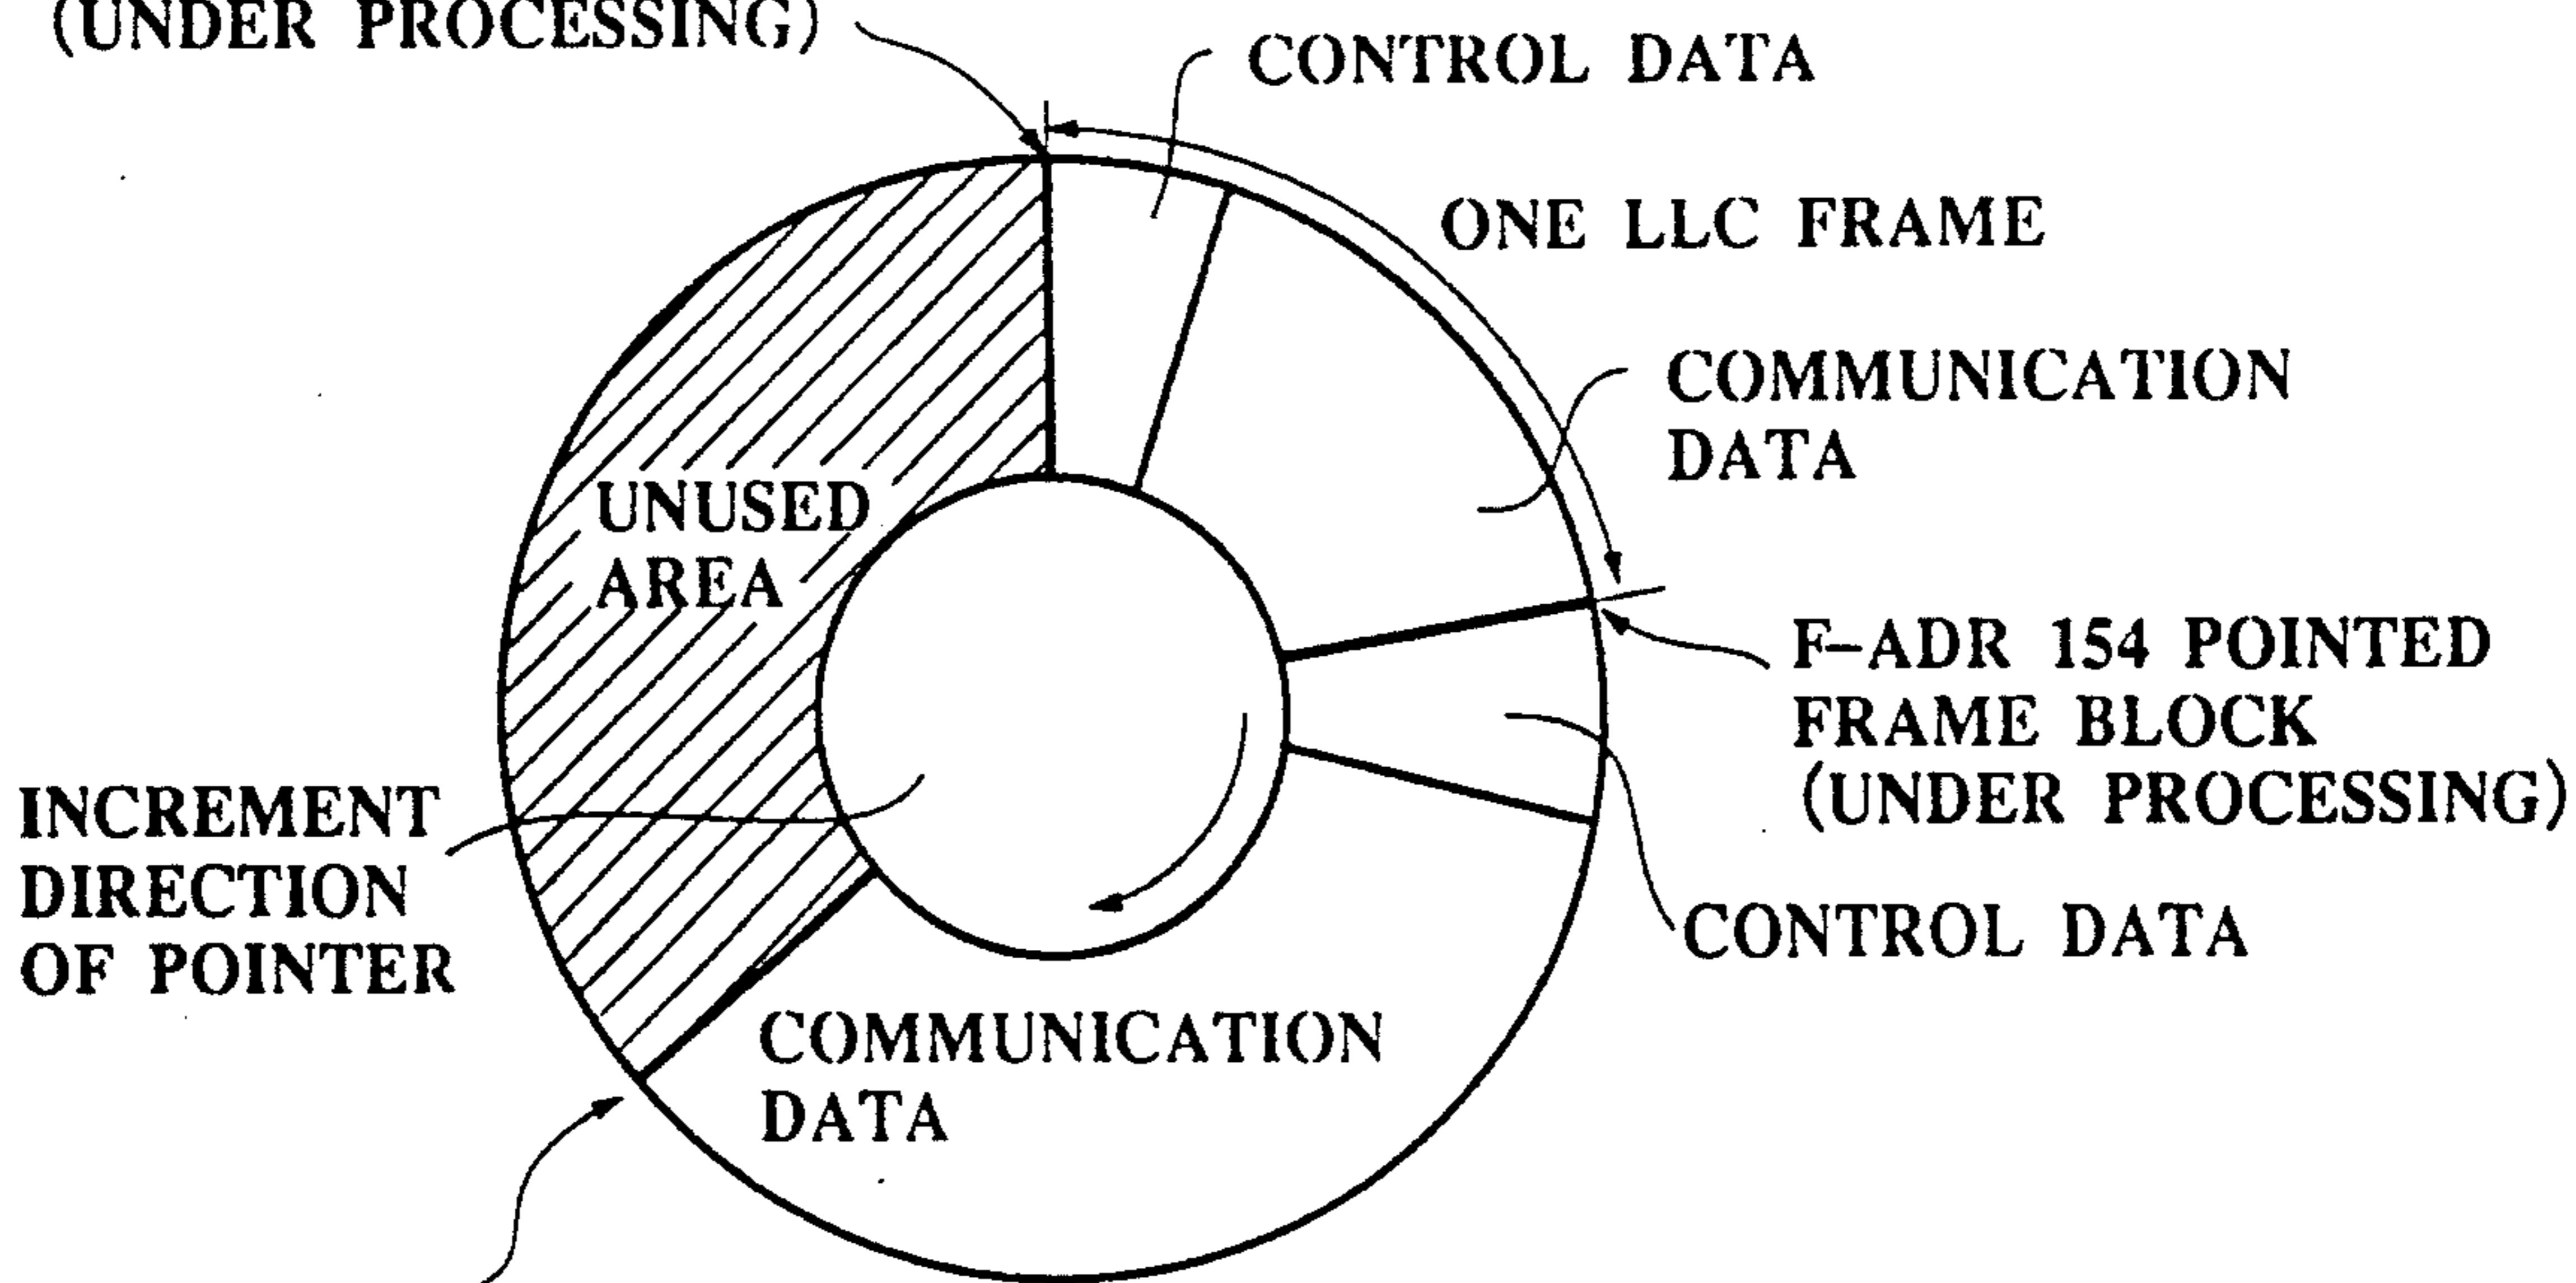 (UNDER PROCESSING)
CONTROL DATA
ONE LLC FRAME
COMMUNICATION
DATA
UNUSED
AREA
F-ADR 154 POINTED
FRAME BLOCK
(UNDER PROCESSING)
INCREMENT
DIRECTION
OF POINTER
CONTROL DATA
COMMUNICATION
DATA